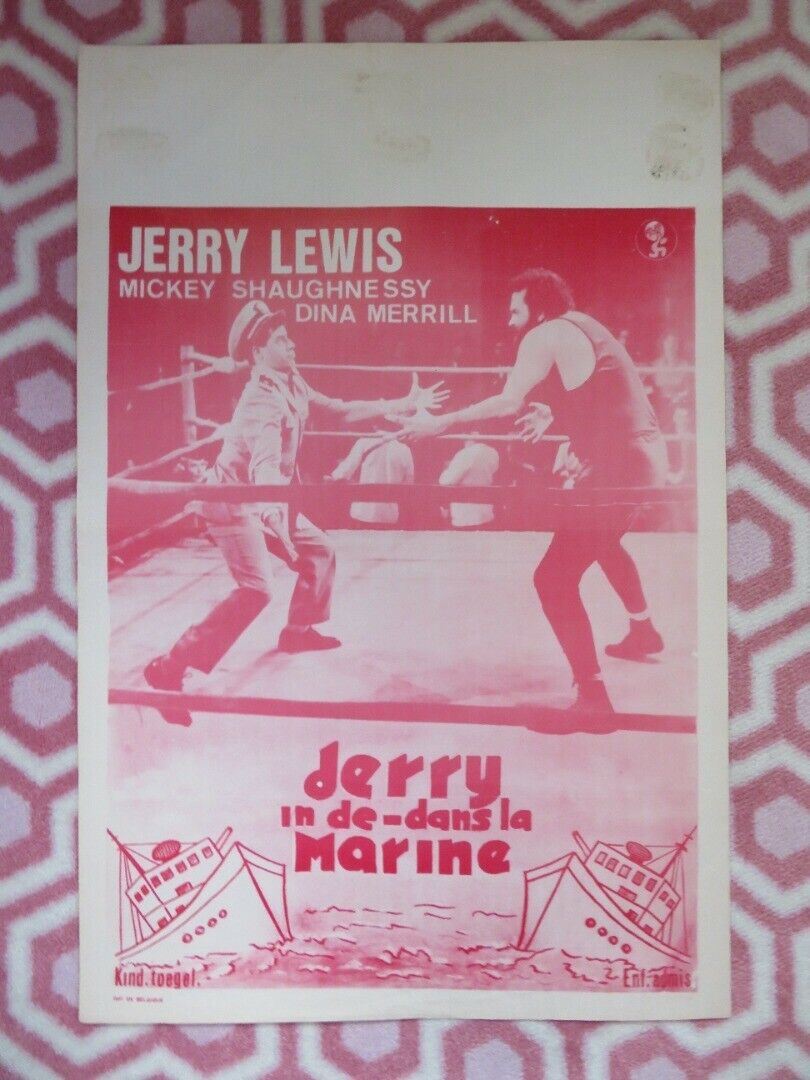 JERRY LEWIS
MICKEY SHAUGHNESSY
DINA MERRILL
Jerry
in de-dans la
Marine
Kind. toegel.
Enf. admis